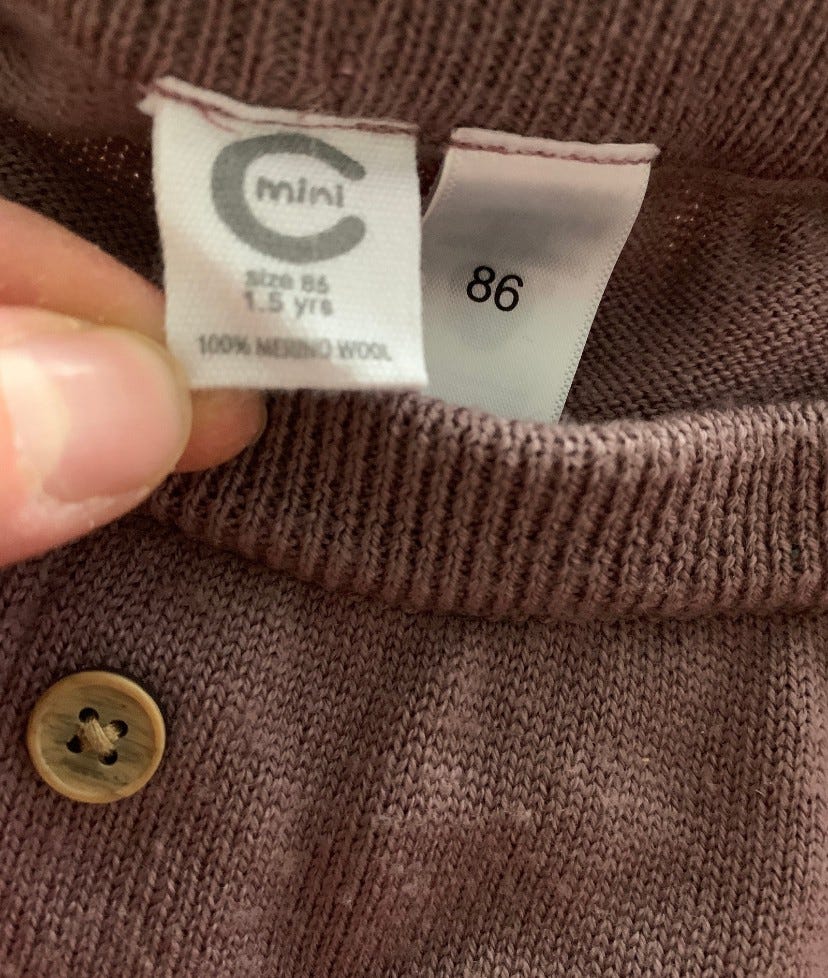 mini
size 86
1.5 yrs
100% MERINO WOOL
86